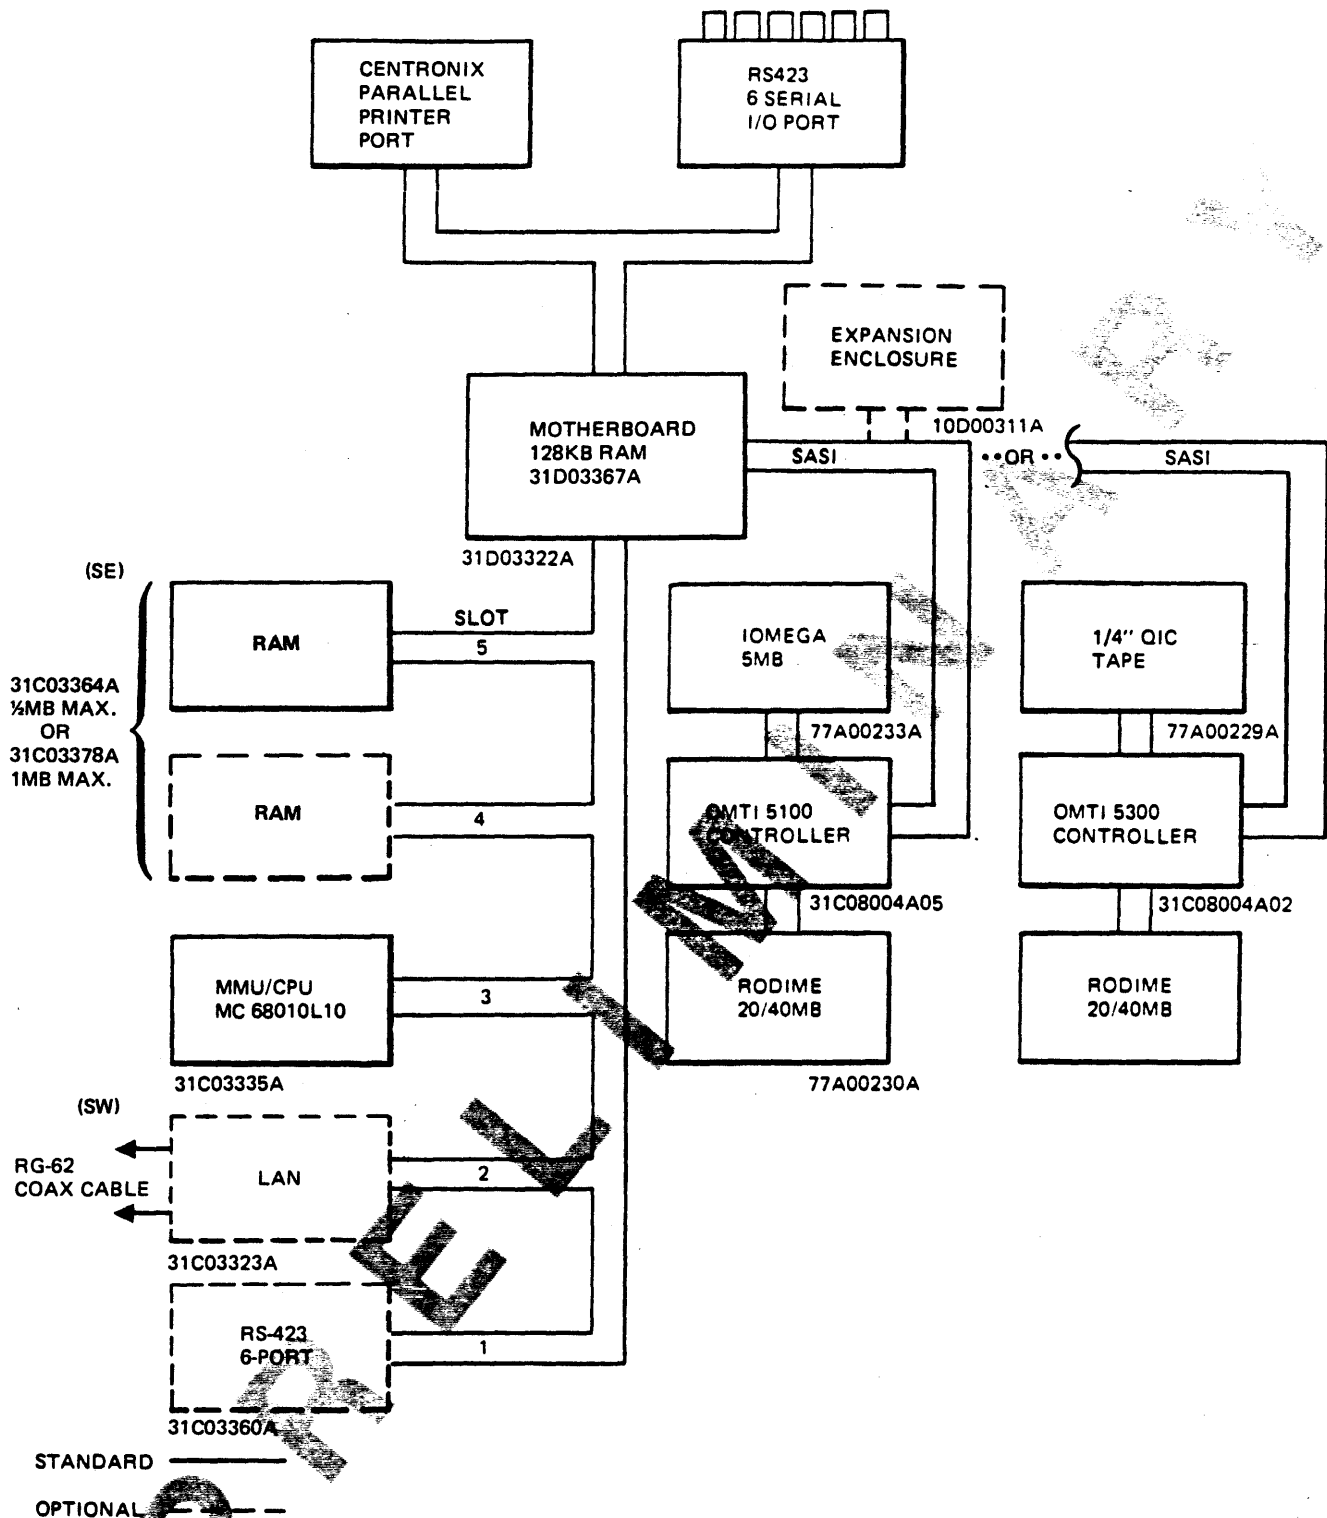 CENTRONIX
PARALLEL
PRINTER
PORT
RS423
6 SERIAL
I/O PORT
EXPANSION
ENCLOSURE
10D00311A
MOTHERBOARD
128KB RAM
31D03367A
SASI
··OR··
SASI
31D03322A
(SE)
RAM
SLOT
5
31C03364A
½MB MAX.
OR
31C03378A
1MB MAX.
RAM
4
IOMEGA
5MB
77A00233A
1/4" QIC
TAPE
77A00229A
OMTI 5100
CONTROLLER
31C08004A05
OMTI 5300
CONTROLLER
31C08004A02
MMU/CPU
MC 68010L10
3
31C03335A
RODIME
20/40MB
77A00230A
RODIME
20/40MB
(SW)
RG-62
COAX CABLE
LAN
2
31C03323A
RS-423
6-PORT
1
31C03360A
STANDARD
OPTIONAL
PRELIMINARY